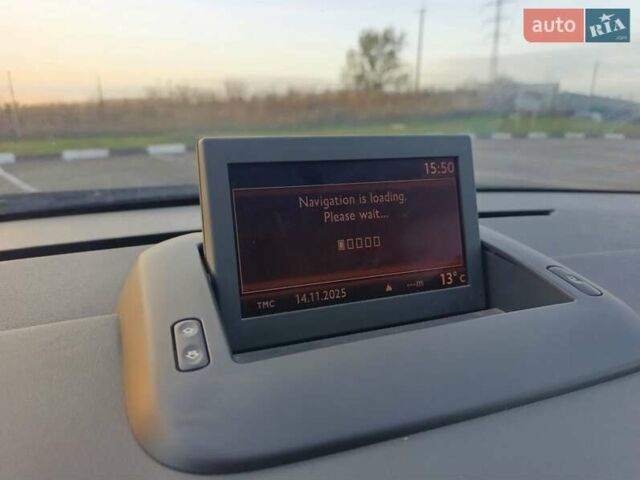 auto RIA
.com
15:50
Navigation is loading.
Please wait...
TMC 14.11.2025 ---m 13° C